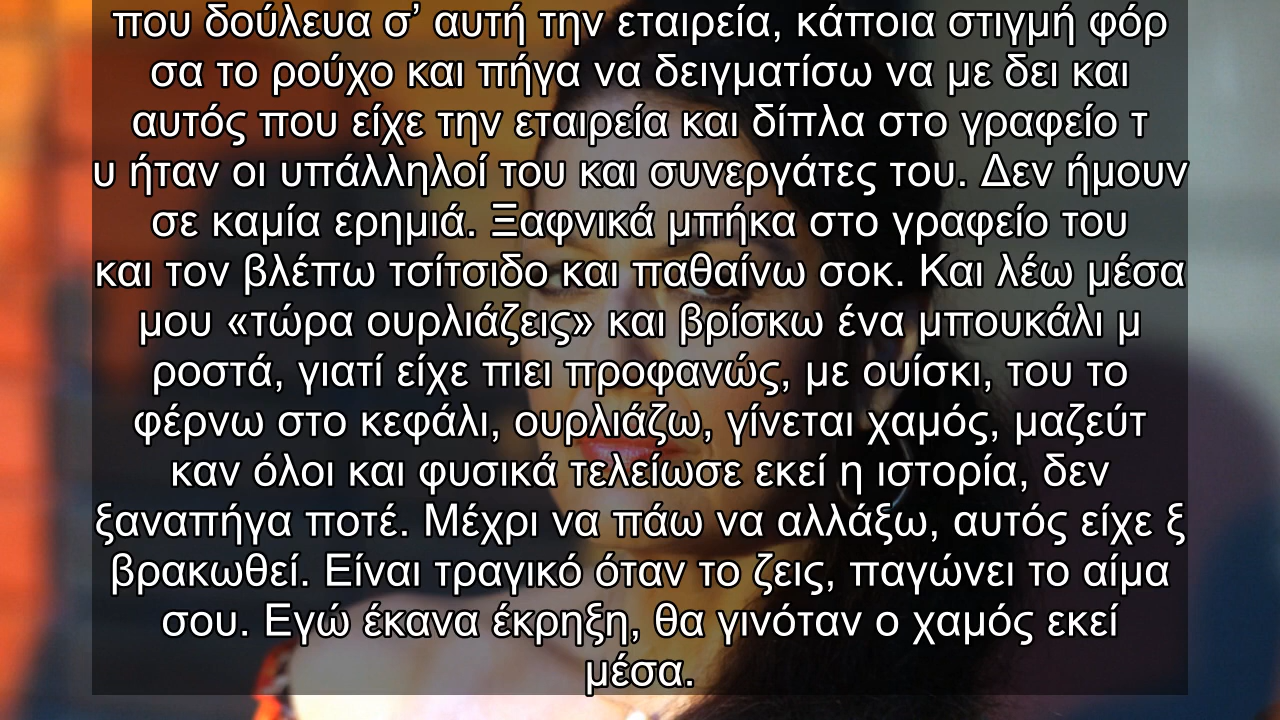 που δούλευα σ’ αυτή την εταιρεία, κάποια στιγμή φόρ
σα το ρούχο και πήγα να δειγματίσω να με δει και
αυτός που είχε την εταιρεία και δίπλα στο γραφείο τ
υ ήταν οι υπάλληλοί του και συνεργάτες του. Δεν ήμουν
σε καμία ερημιά. Ξαφνικά μπήκα στο γραφείο του
και τον βλέπω τσίτσιδο και παθαίνω σοκ. Και λέω μέσα
μου «τώρα ουρλιάζεις» και βρίσκω ένα μπουκάλι μ
ροστά, γιατί είχε πιει προφανώς, με ουίσκι, του το
φέρνω στο κεφάλι, ουρλιάζω, γίνεται χαμός, μαζεύτ
καν όλοι και φυσικά τελείωσε εκεί η ιστορία, δεν
ξαναπήγα ποτέ. Μέχρι να πάω να αλλάξω, αυτός είχε ξ
βρακωθεί. Είναι τραγικό όταν το ζεις, παγώνει το αίμα
σου. Εγώ έκανα έκρηξη, θα γινόταν ο χαμός εκεί
μέσα.